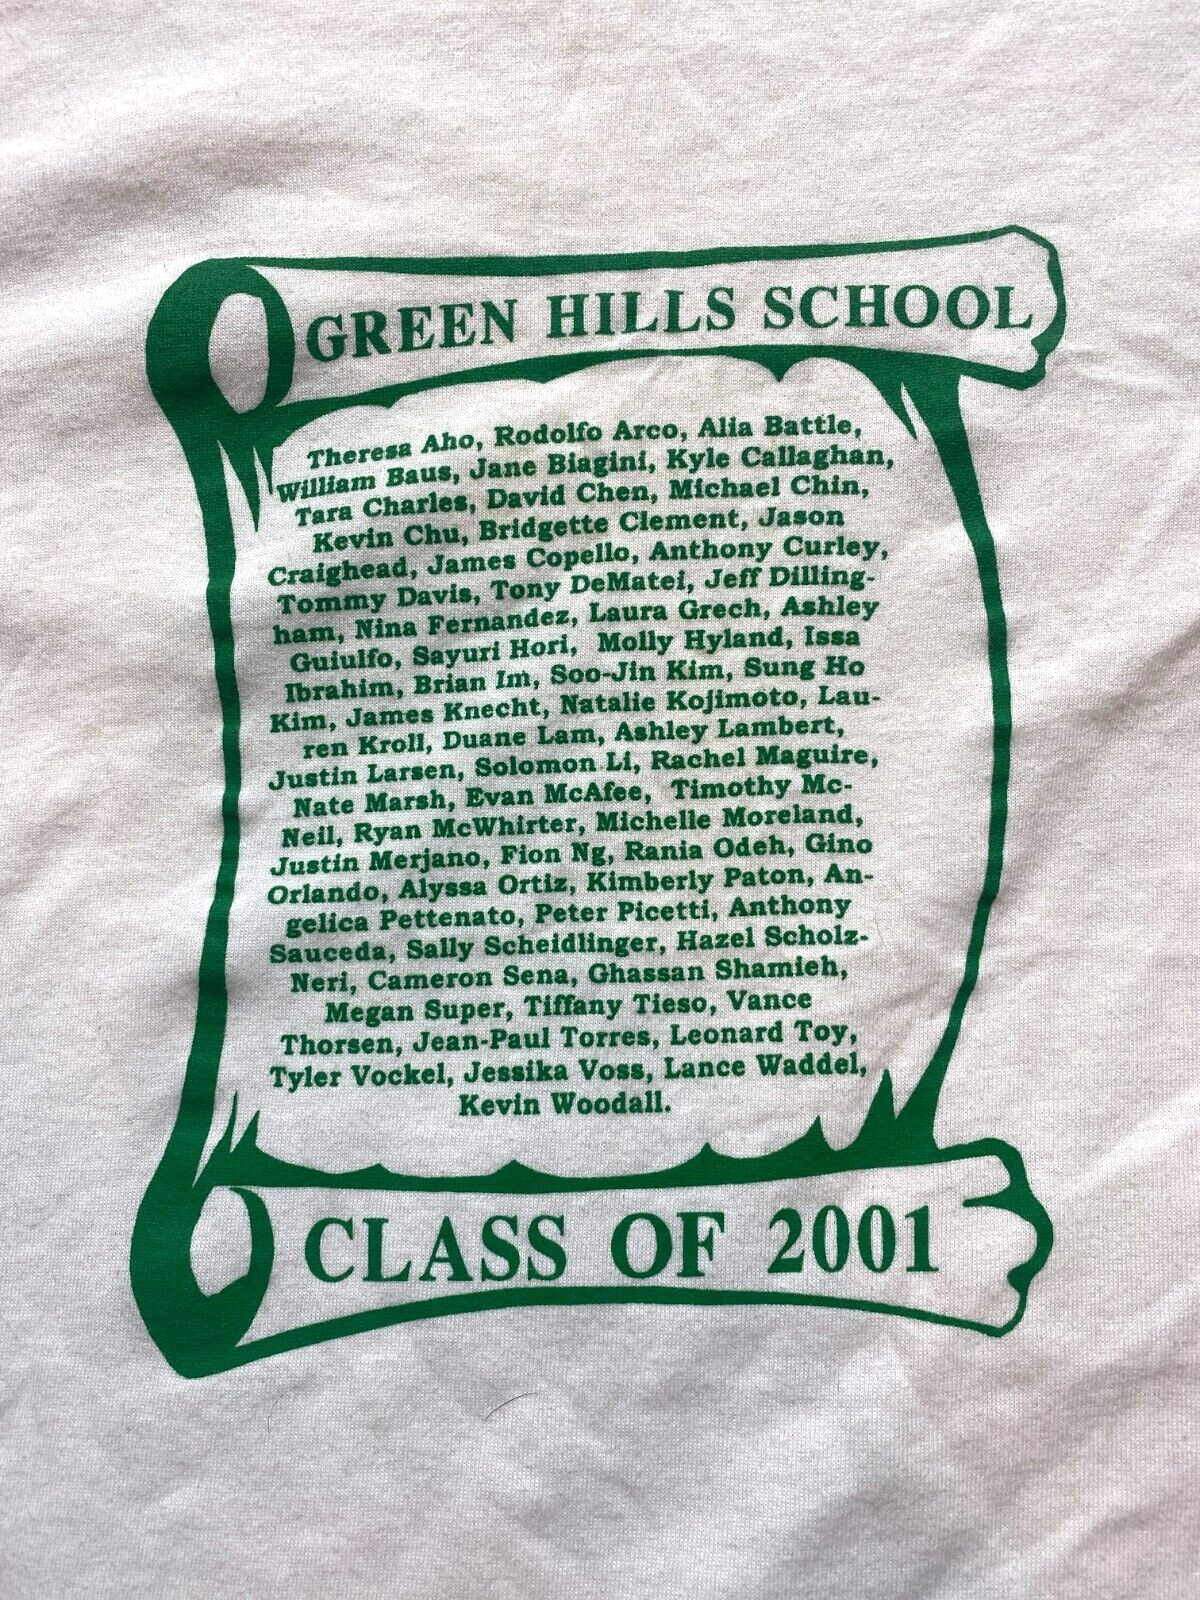 GREEN HILLS SCHOOL
Theresa Aho, Rodolfo Arco, Alia Battle,
William Baus, Jane Biagini, Kyle Callaghan,
Tara Charles, David Chen, Michael Chin,
Kevin Chu, Bridgette Clement, Jason
Craighead, James Copello, Anthony Curley,
Tommy Davis, Tony DeMatei, Jeff Dilling-
ham, Nina Fernandez, Laura Grech, Ashley
Guiulfo, Sayuri Hori, Molly Hyland, Issa
Ibrahim, Brian Im, Soo-Jin Kim, Sung Ho
Kim, James Knecht, Natalie Kojimoto, Lau-
ren Kroll, Duane Lam, Ashley Lambert,
Justin Larsen, Solomon Li, Rachel Maguire,
Nate Marsh, Evan McAfee, Timothy Mc-
Neil, Ryan McWhirter, Michelle Moreland,
Justin Merjano, Fion Ng, Rania Odeh, Gino
Orlando, Alyssa Ortiz, Kimberly Paton, An-
gelica Pettenato, Peter Picetti, Anthony
Sauceda, Sally Scheidlinger, Hazel Scholz-
Neri, Cameron Sena, Ghassan Shamieh,
Megan Super, Tiffany Tieso, Vance
Thorsen, Jean-Paul Torres, Leonard Toy,
Tyler Vockel, Jessika Voss, Lance Waddel,
Kevin Woodall.
CLASS OF 2001